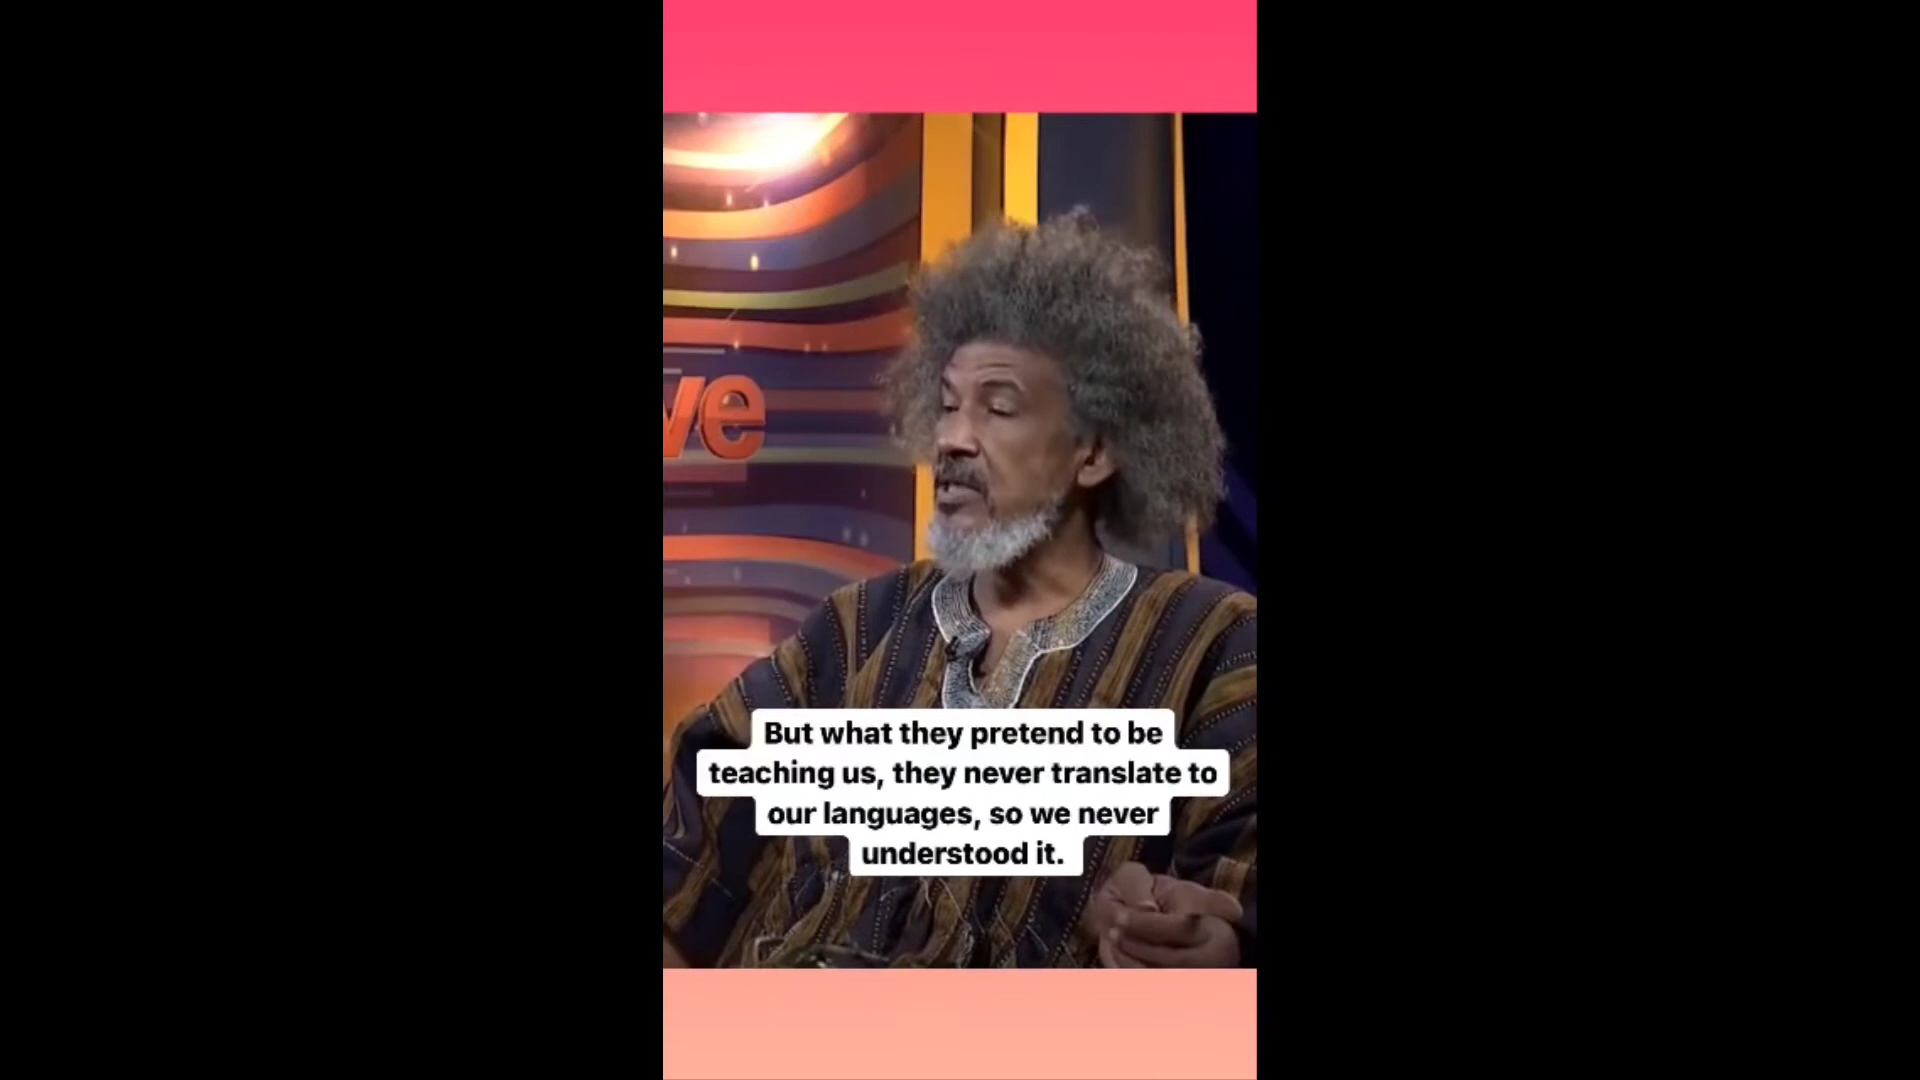 ve
But what they pretend to be
teaching us, they never translate to
our languages, so we never
understood it.